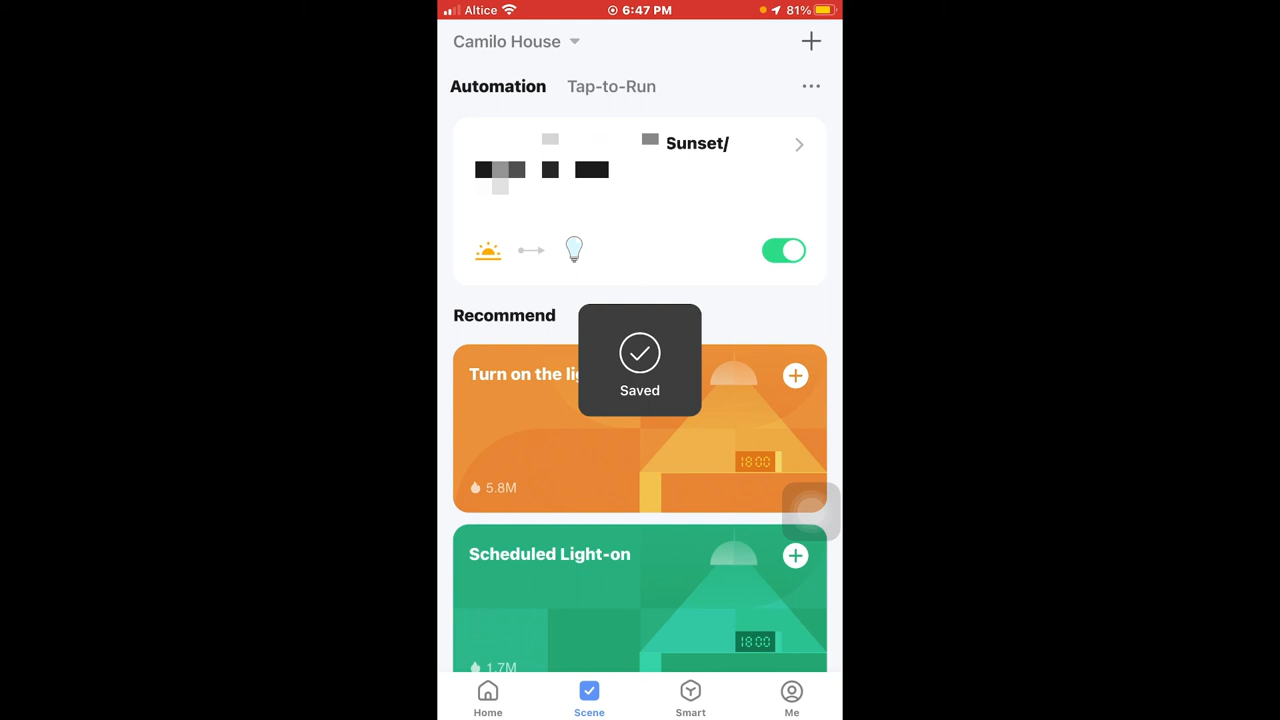 Altice 6:47 PM 81%
Camilo House
Automation Tap-to-Run
Sunset/
Recommend
Saved
Turn on the
18:00
5.8M
Scheduled Light-on
18:00
1.7M
Home Scene Smart Me